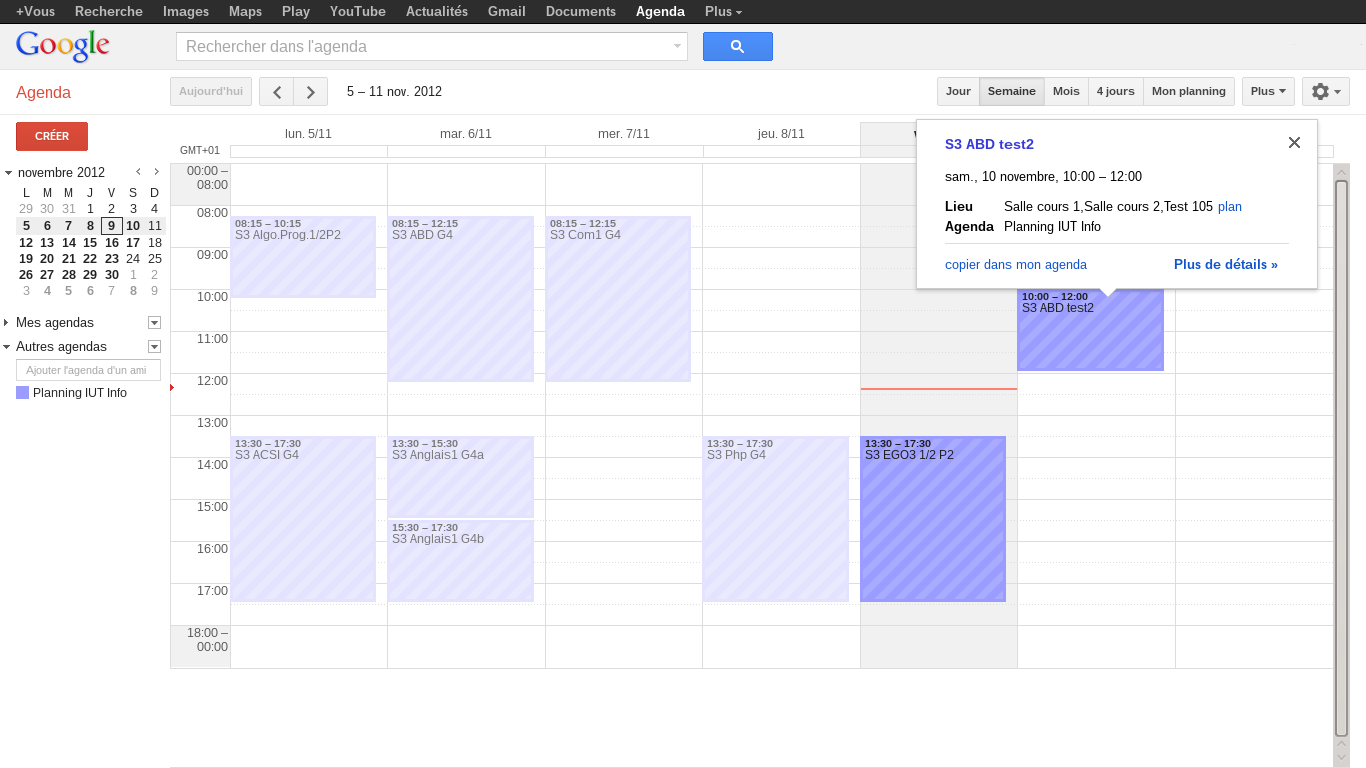 +Vous Recherche Images Maps Play YouTube Actualités Gmail Documents Agenda Plus
Google
Rechercher dans l'agenda
Agenda
Aujourd'hui
5 – 11 nov. 2012
Jour Semaine Mois 4 jours Mon planning Plus
CRÉER
novembre 2012
L M M J V S D
29 30 31 1 2 3 4
5 6 7 8 9 10 11
12 13 14 15 16 17 18
19 20 21 22 23 24 25
26 27 28 29 30 1 2
3 4 5 6 7 8 9
Mes agendas
Autres agendas
Ajouter l'agenda d'un ami
Planning IUT Info
GMT+01
lun. 5/11 mar. 6/11 mer. 7/11 jeu. 8/11
00:00 –
08:00
08:00
09:00
10:00
11:00
12:00
13:00
14:00
15:00
16:00
17:00
18:00 –
00:00
08:15 – 10:15
S3 Algo.Prog.1/2P2
13:30 – 17:30
S3 ACSI G4
08:15 – 12:15
S3 ABD G4
13:30 – 15:30
S3 Anglais1 G4a
15:30 – 17:30
S3 Anglais1 G4b
08:15 – 12:15
S3 Com1 G4
13:30 – 17:30
S3 Php G4
13:30 – 17:30
S3 EGO3 1/2 P2
10:00 – 12:00
S3 ABD test2
S3 ABD test2
sam., 10 novembre, 10:00 – 12:00
Lieu Salle cours 1,Salle cours 2,Test 105 plan
Agenda Planning IUT Info
copier dans mon agenda Plus de détails »